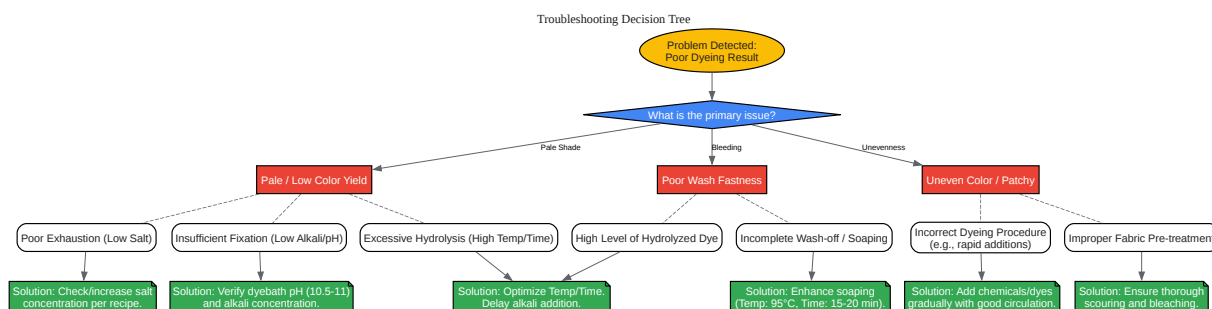 Troubleshooting Decision Tree
Problem Detected:
Poor Dyeing Result
What is the primary issue?
Pale Shade
Bleeding
Unevenness
Pale / Low Color Yield
Poor Wash Fastness
Uneven Color / Patchy
Poor Exhaustion (Low Salt)
Insufficient Fixation (Low Alkali/pH)
Excessive Hydrolysis (High Temp/Time)
High Level of Hydrolyzed Dye
Incomplete Wash-off / Soaping
Incorrect Dyeing Procedure
(e.g., rapid additions)
Improper Fabric Pre-treatment
Solution: Check/increase salt
concentration per recipe.
Solution: Verify dyebath pH (10.5-11)
and alkali concentration.
Solution: Optimize Temp/Time.
Delay alkali addition.
Solution: Enhance soaping
(Temp: 95°C, Time: 15-20 min).
Solution: Add chemicals/dyes
gradually with good circulation.
Solution: Ensure thorough
scouring and bleaching.